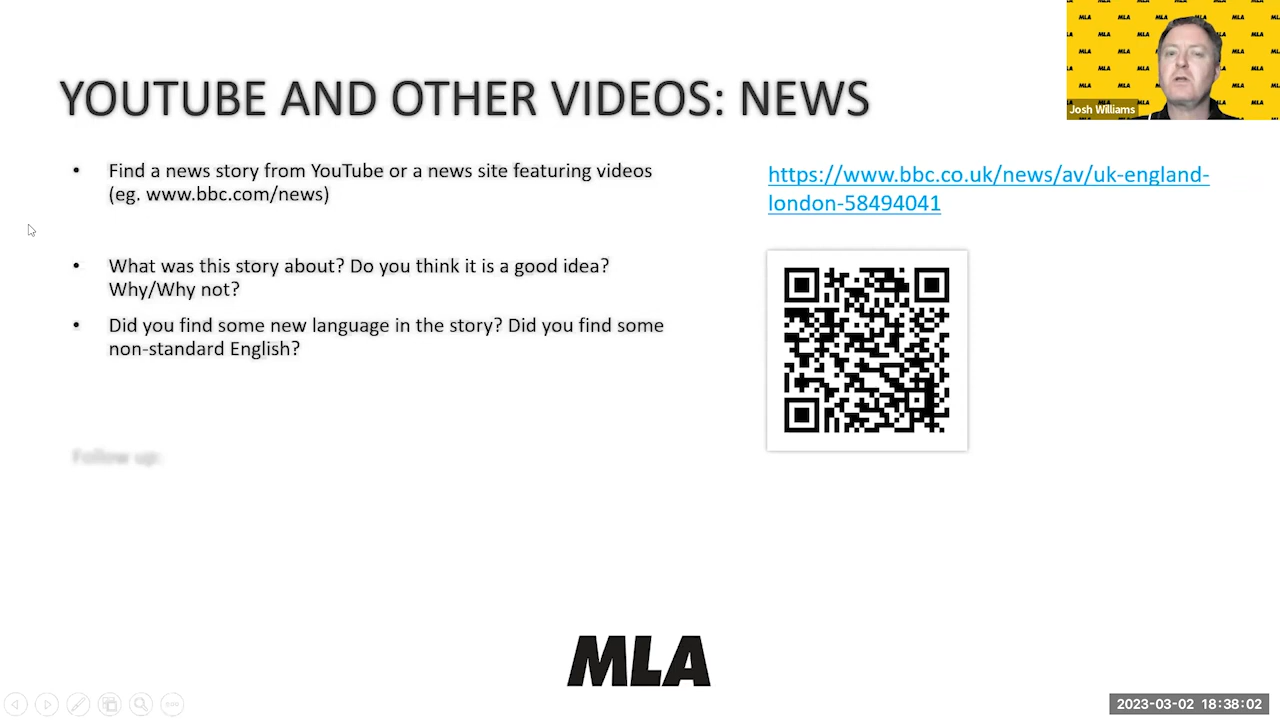 YOUTUBE AND OTHER VIDEOS: NEWS
• Find a news story from YouTube or a news site featuring videos
(eg. www.bbc.com/news)
• What was this story about? Do you think it is a good idea?
Why/Why not?
• Did you find some new language in the story? Did you find some
non-standard English?
Follow up:
https://www.bbc.co.uk/news/av/uk-england-
london-58494041
Josh Williams
MLA
2023-03-02 18:38:02